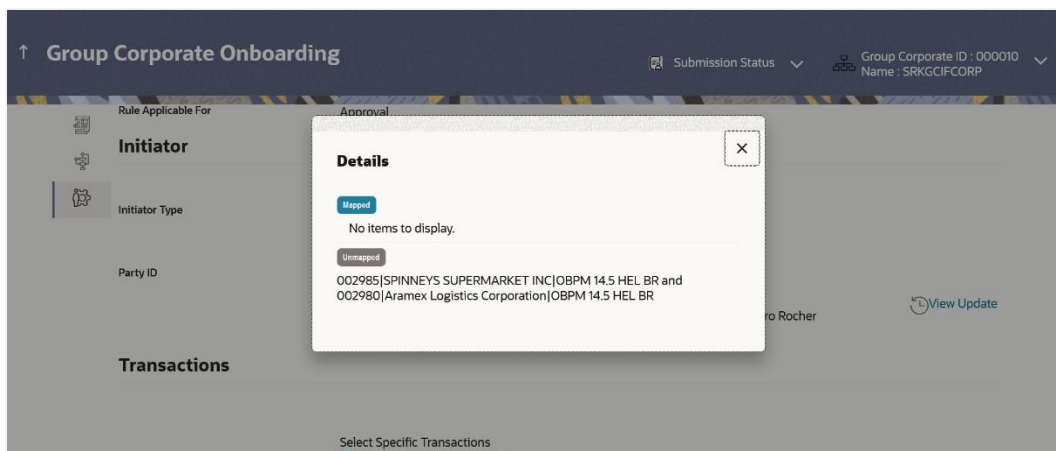 Group Corporate Onboarding
Submission Status
Group Corporate ID : 000010
Name : SRKGCIFCORP
Rule Applicable For
Approval
Initiator
Details
Mapped
Initiator Type
No items to display.
Unmapped
Party ID
002985|SPINNEYS SUPERMARKET INC|OBPM 14.5 HEL BR and
002980|Aramex Logistics Corporation|OBPM 14.5 HEL BR
View Update
ro Rocher
Transactions
Select Specific Transactions